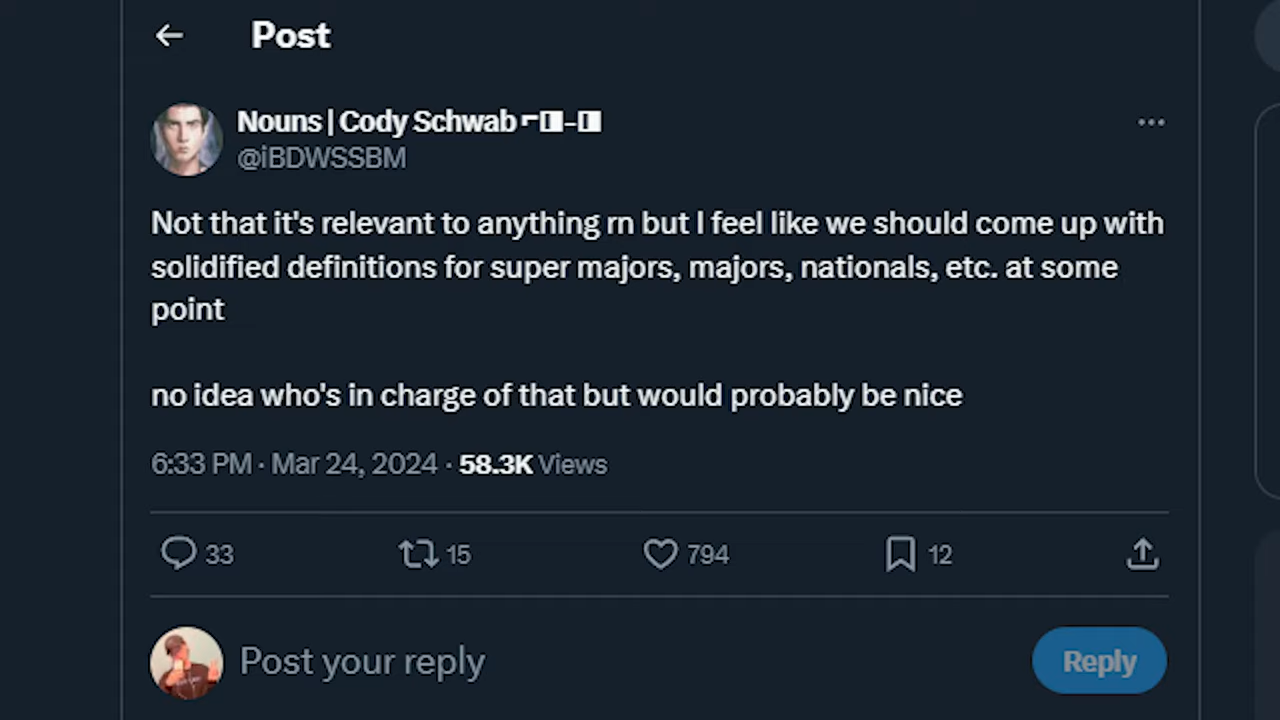 Post
Nouns | Cody Schwab
@iBDWSSBM
Not that it's relevant to anything rn but I feel like we should come up with
solidified definitions for super majors, majors, nationals, etc. at some
point
no idea who's in charge of that but would probably be nice
6:33 PM · Mar 24, 2024 · 58.3K Views
33 15 794 12
Post your reply
Reply